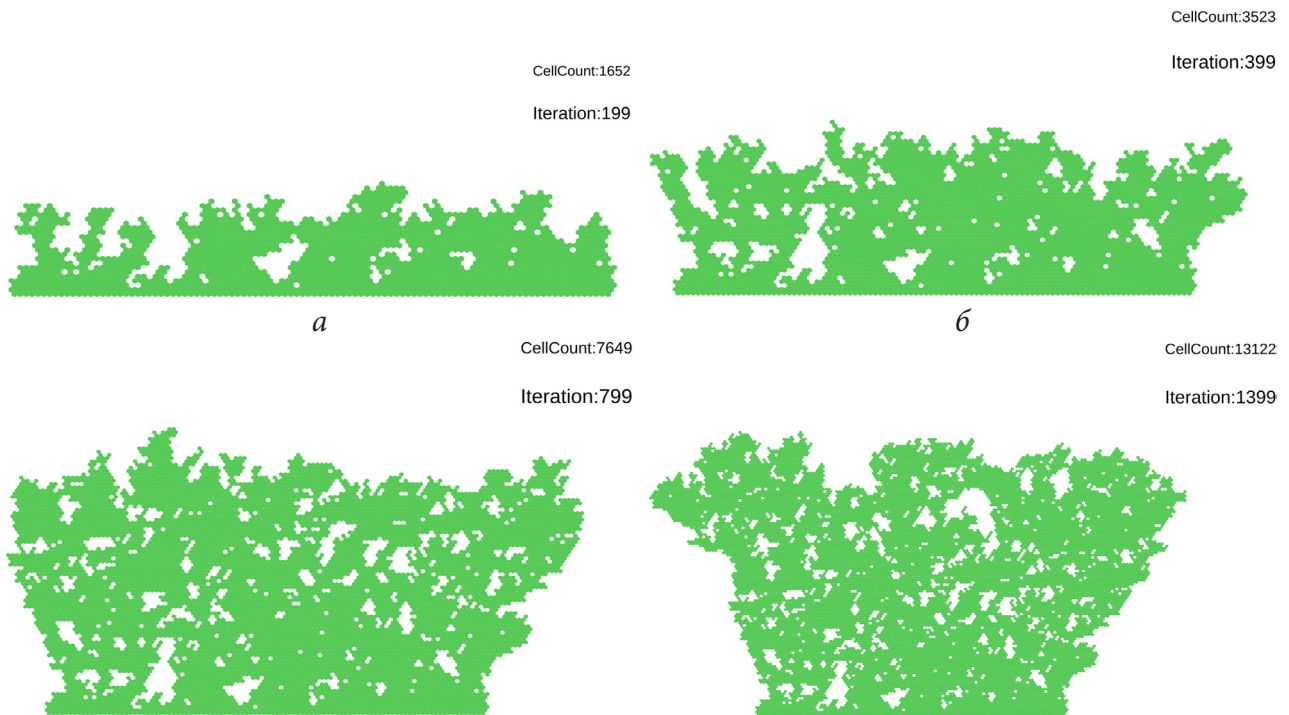 CellCount:1652
Iteration:199
CellCount:3523
Iteration:399
а
б
CellCount:7649
Iteration:799
CellCount:13122
Iteration:1399